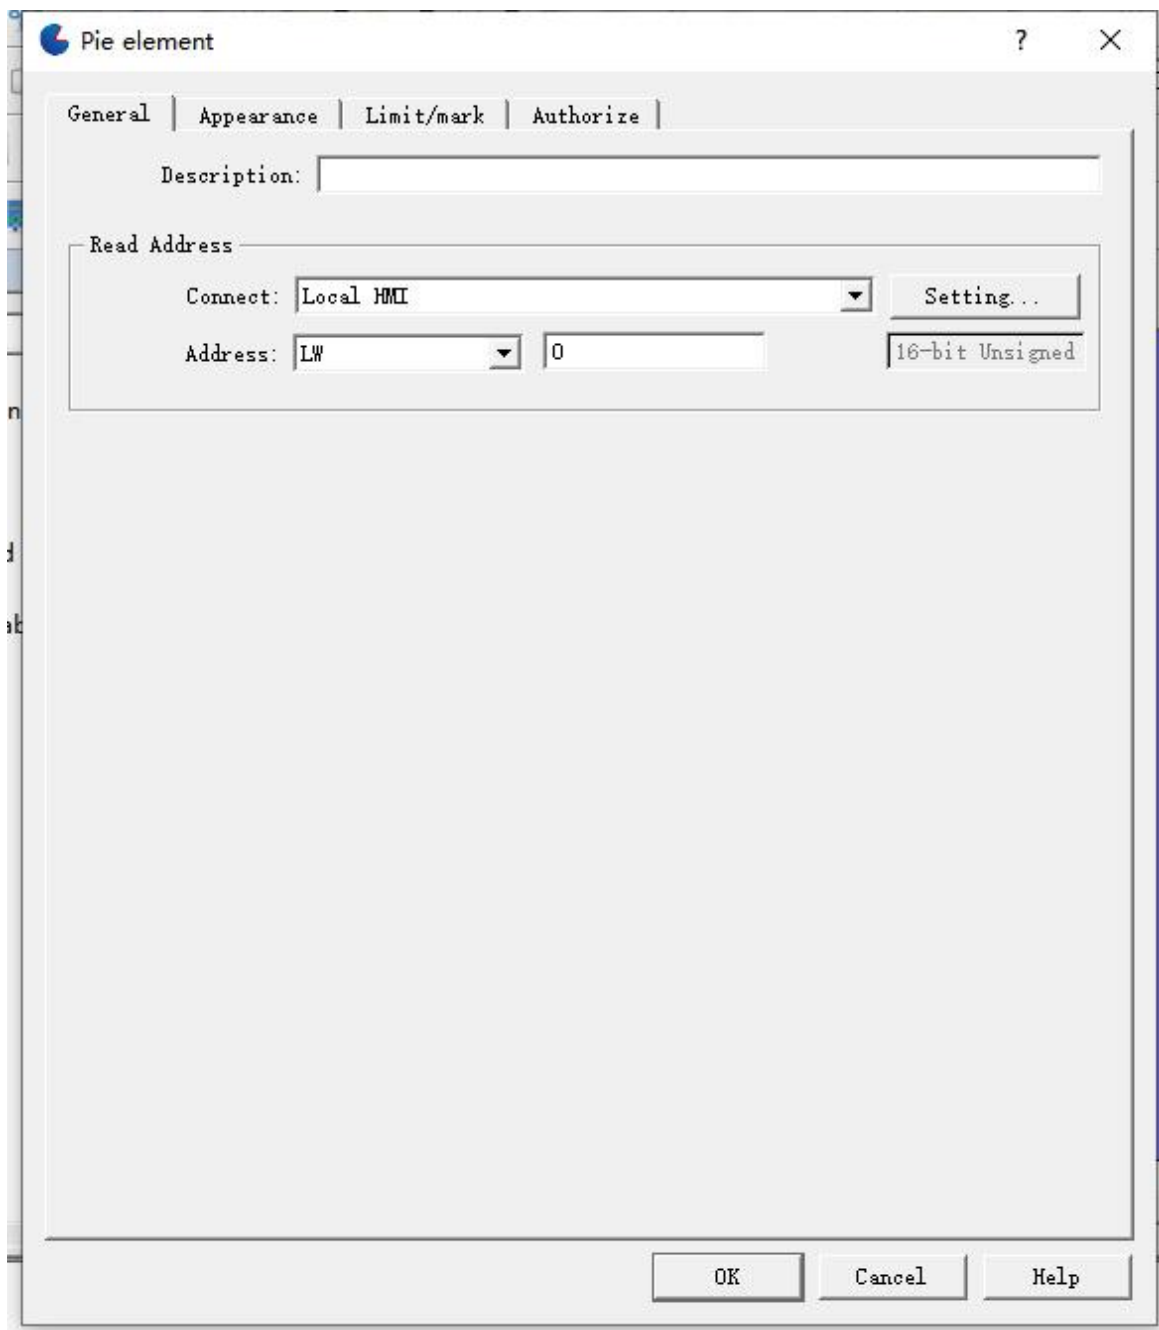 Pie element
?
General
Appearance
Limit/mark
Authorize
Description:
Read Address
Connect:
Local HMI
Setting...
Address:
LW
0
16-bit Unsigned
OK
Cancel
Help